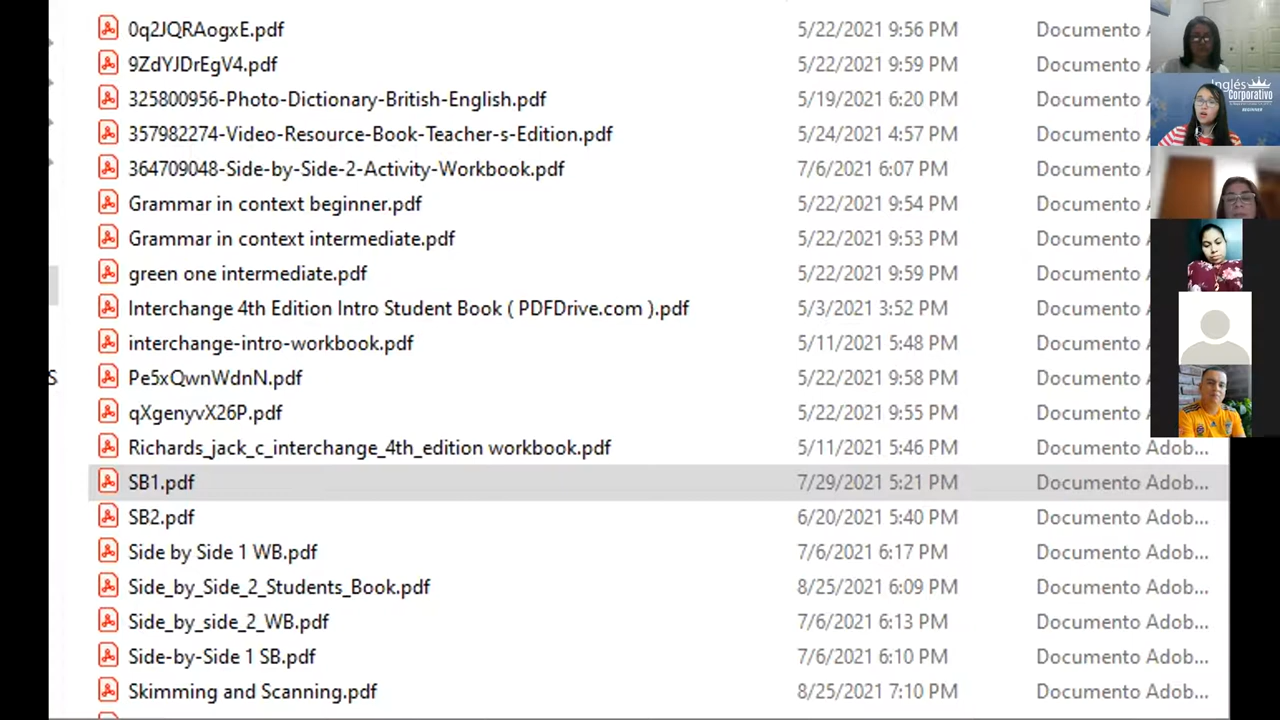 0q2JQRAogxE.pdf 5/22/2021 9:56 PM Documento A
9ZdYJDrEgV4.pdf 5/22/2021 9:59 PM Documento A
325800956-Photo-Dictionary-British-English.pdf 5/19/2021 6:20 PM Documento A
357982274-Video-Resource-Book-Teacher-s-Edition.pdf 5/24/2021 4:57 PM Documento A
364709048-Side-by-Side-2-Activity-Workbook.pdf 7/6/2021 6:07 PM Documento A
Grammar in context beginner.pdf 5/22/2021 9:54 PM Documento A
Grammar in context intermediate.pdf 5/22/2021 9:53 PM Documento A
green one intermediate.pdf 5/22/2021 9:59 PM Documento A
Interchange 4th Edition Intro Student Book ( PDFDrive.com ).pdf 5/3/2021 3:52 PM Documento A
interchange-intro-workbook.pdf 5/11/2021 5:48 PM Documento A
s Pe5xQwnWdnN.pdf 5/22/2021 9:58 PM Documento A
qXgenyvX26P.pdf 5/22/2021 9:55 PM Documento A
Richards_jack_c_interchange_4th_edition workbook.pdf 5/11/2021 5:46 PM Documento Adob...
SB1.pdf 7/29/2021 5:21 PM Documento Adob...
SB2.pdf 6/20/2021 5:40 PM Documento Adob...
Side by Side 1 WB.pdf 7/6/2021 6:17 PM Documento Adob...
Side_by_Side_2_Students_Book.pdf 8/25/2021 6:09 PM Documento Adob...
Side_by_side_2_WB.pdf 7/6/2021 6:13 PM Documento Adob...
Side-by-Side 1 SB.pdf 7/6/2021 6:10 PM Documento Adob...
Skimming and Scanning.pdf 8/25/2021 7:10 PM Documento Adob...
Inglés
Corporativo
BEGINNER